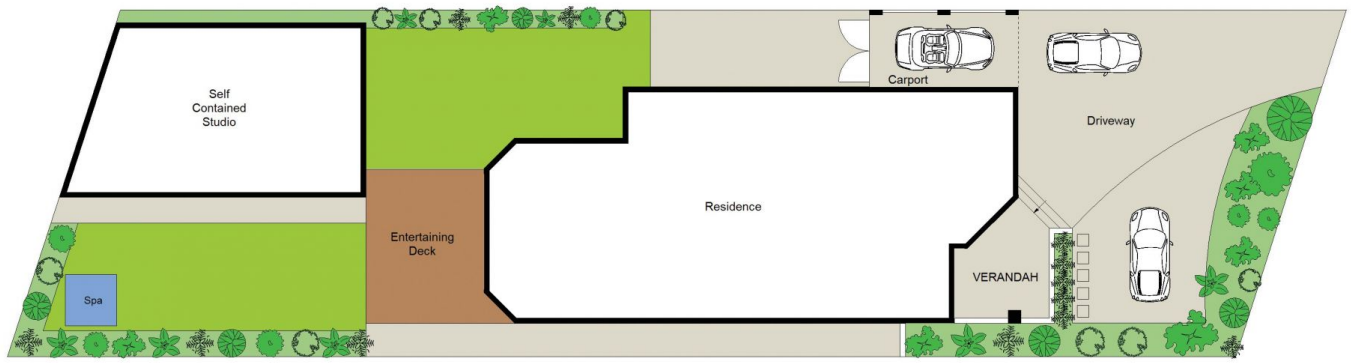 Self
Contained
Studio
Carport
Driveway
Residence
Entertaining
Deck
VERANDAH
Spa